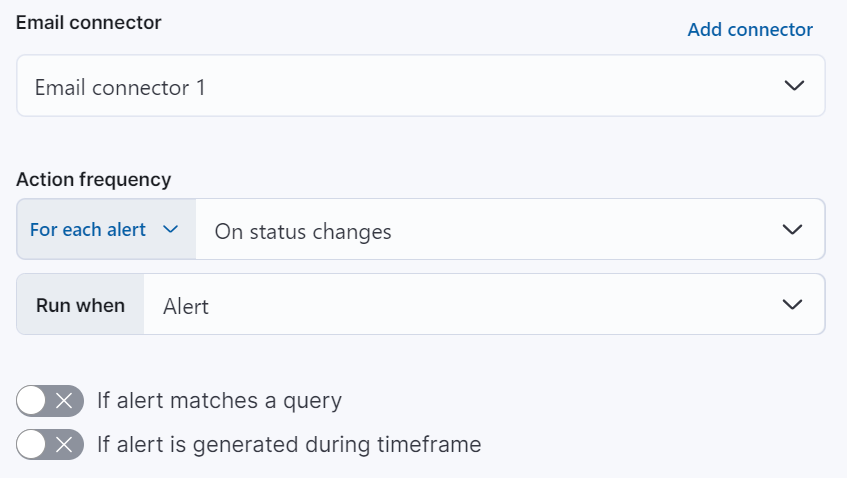 Email connector
Add connector
Email connector 1
Action frequency
For each alert
On status changes
Run when
Alert
If alert matches a query
If alert is generated during timeframe